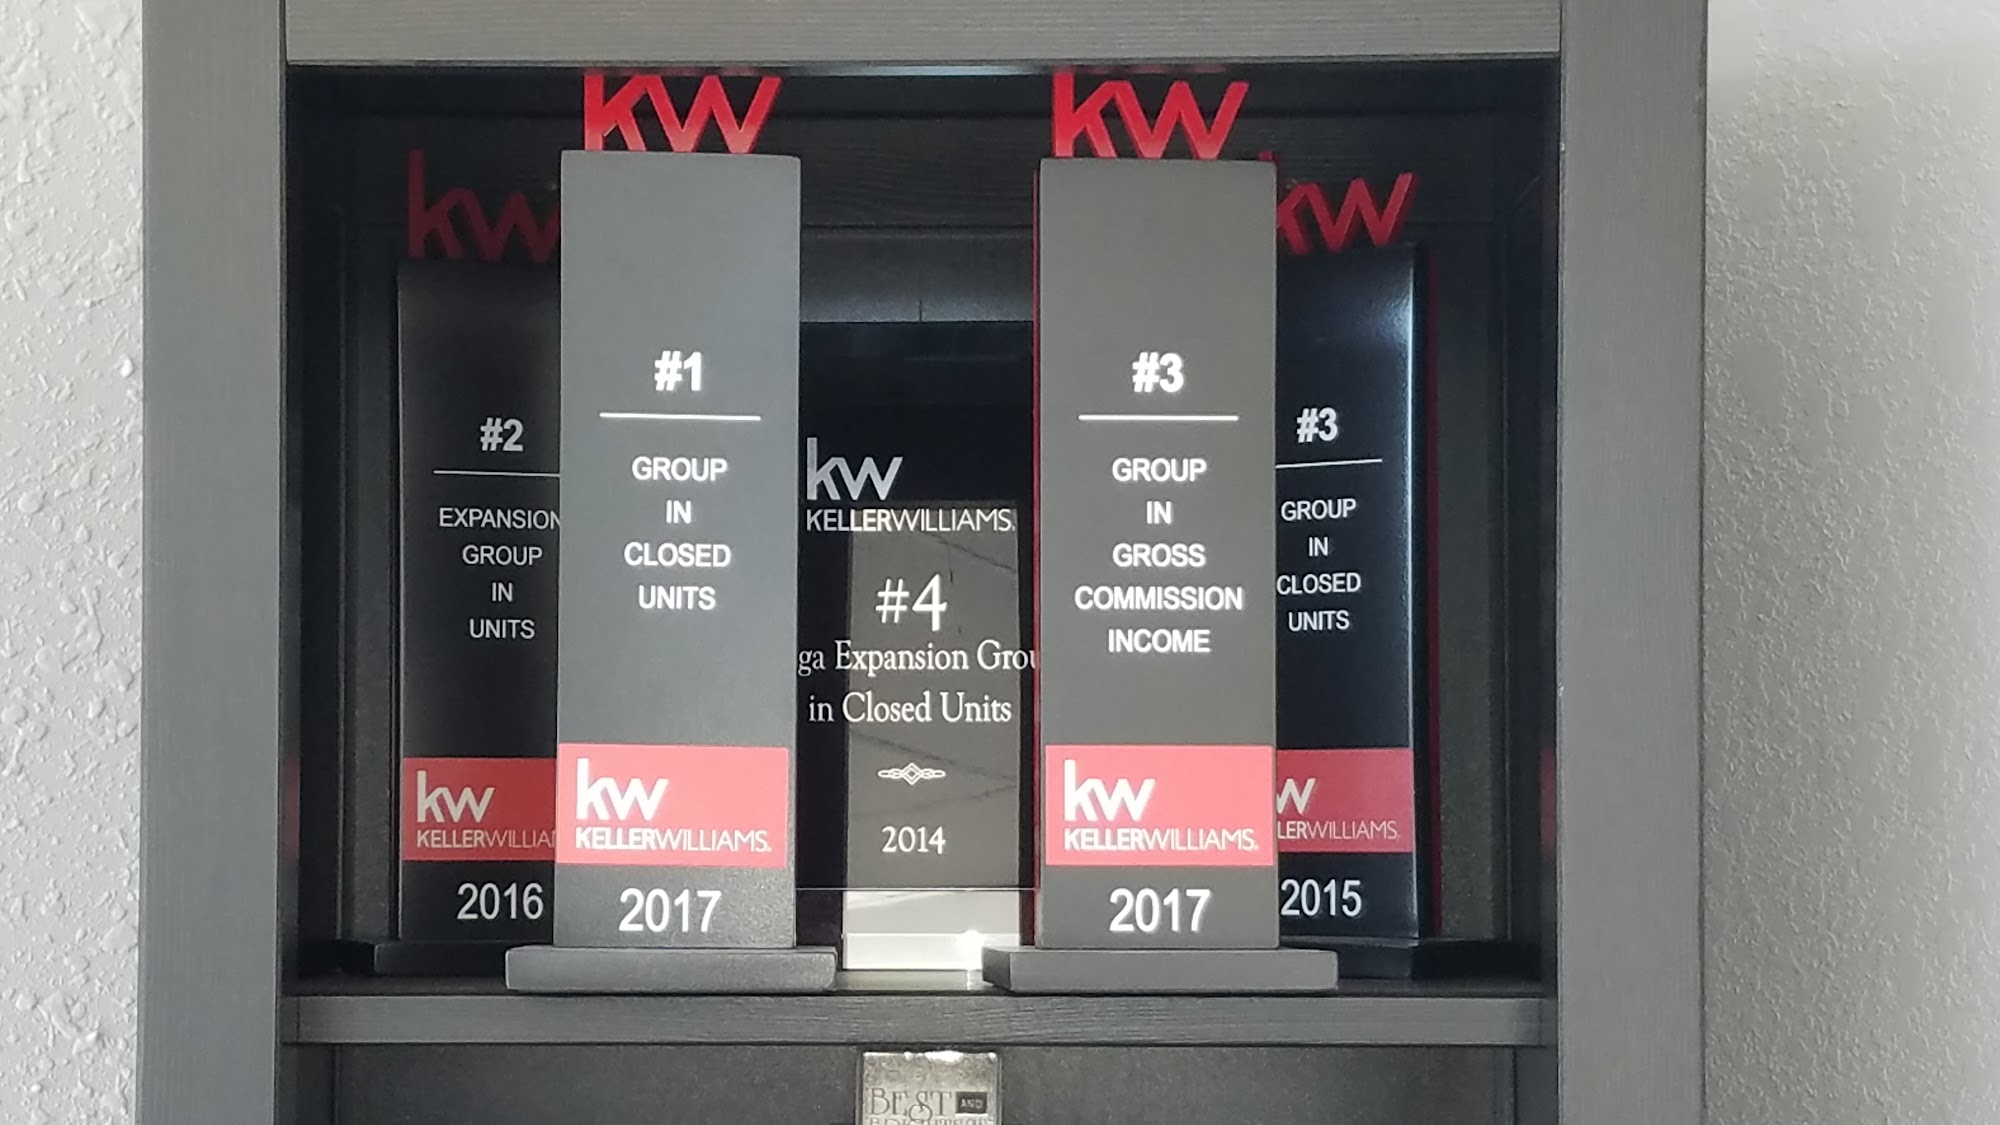 kw
#2
EXPANSION
GROUP
IN
UNITS
kw
KELLERWILLIA
2016
kw
#1
GROUP
IN
CLOSED
UNITS
kw
KELLERWILLIAMS.
2017
kw
KELLERWILLIAMS.
#4
ga Expansion Grou
in Closed Units
2014
kw
#3
GROUP
IN
GROSS
COMMISSION
INCOME
kw
KELLERWILLIAMS.
2017
kw
#3
GROUP
IN
CLOSED
UNITS
w
LERWILLIAMS.
2015
BEST AND